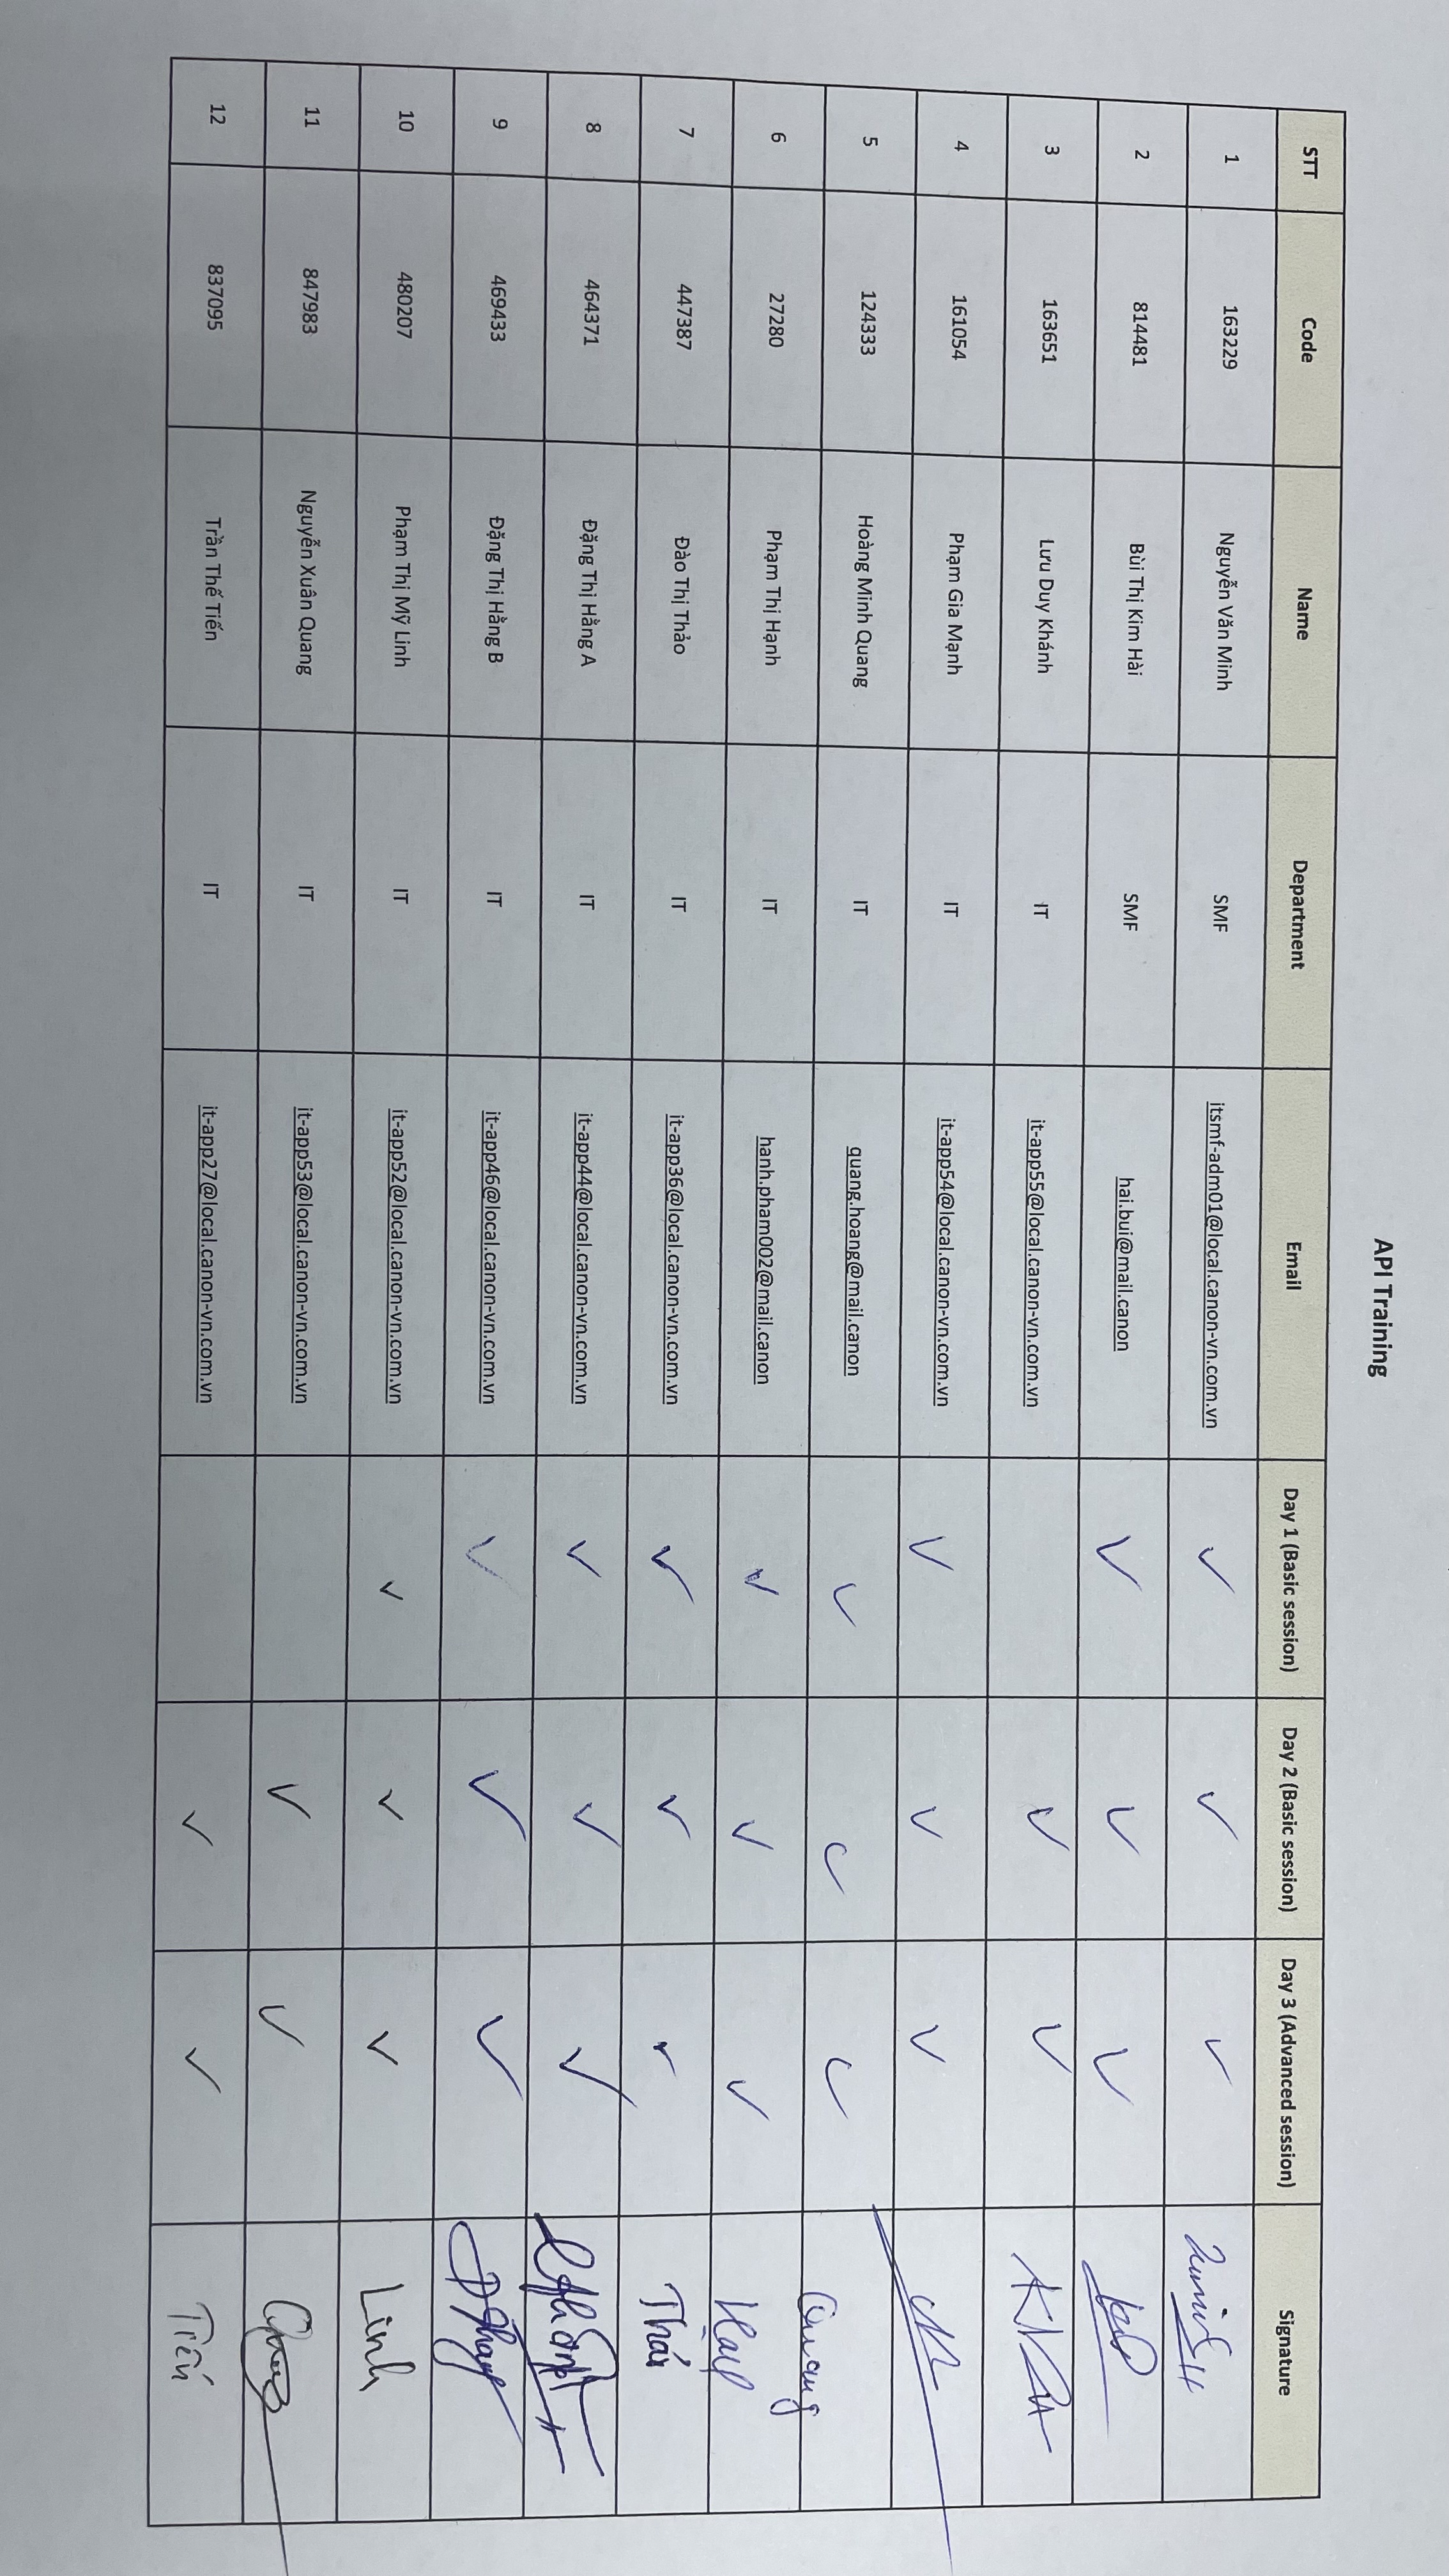 API Training
STT Code Name Department Email Day 1 (Basic session) Day 2 (Basic session) Day 3 (Advanced session) Signature
1 163229 Nguyễn Văn Minh SMF itsmf-adm01@local.canon-vn.com.vn ✓ ✓ ✓
2 814481 Bùi Thị Kim Hài SMF hai.bui@mail.canon ✓ ✓ ✓
3 163651 Lưu Duy Khánh IT it-app55@local.canon-vn.com.vn ✓ ✓
4 161054 Phạm Gia Mạnh IT it-app54@local.canon-vn.com.vn ✓ ✓ ✓
5 124333 Hoàng Minh Quang IT quang.hoang@mail.canon ✓ ✓ ✓ Quang
6 27280 Phạm Thị Hạnh IT hanh.pham002@mail.canon ✓ ✓ ✓
7 447387 Đào Thị Thảo IT it-app36@local.canon-vn.com.vn ✓ ✓ ✓ Thảo
8 464371 Đặng Thị Hằng A IT it-app44@local.canon-vn.com.vn ✓ ✓ ✓
9 469433 Đặng Thị Hằng B IT it-app46@local.canon-vn.com.vn ✓ ✓ ✓
10 480207 Phạm Thị Mỹ Linh IT it-app52@local.canon-vn.com.vn ✓ ✓ ✓ Linh
11 847983 Nguyễn Xuân Quang IT it-app53@local.canon-vn.com.vn ✓ ✓
12 837095 Trần Thế Tiến IT it-app27@local.canon-vn.com.vn ✓ ✓ Tiến